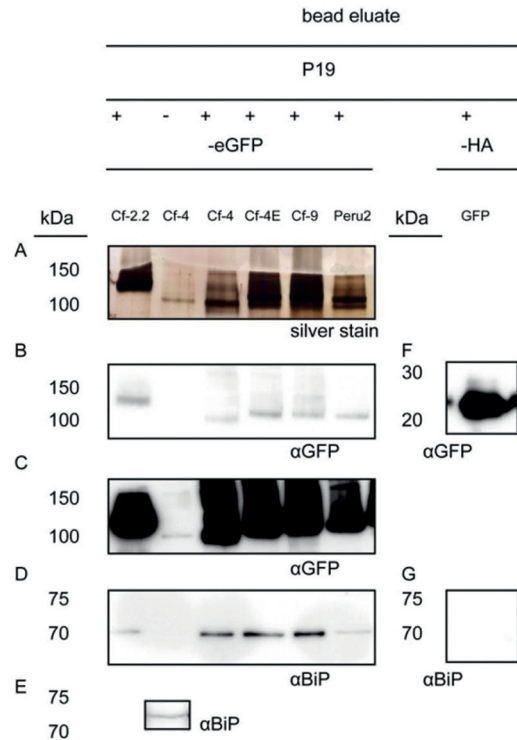 bead eluate
P19
+ - + + + + +
-eGFP -HA
kDa Cf-2.2 Cf-4 Cf-4 Cf-4E Cf-9 Peru2 kDa GFP
A
150
100
silver stain
B F
150 30
100 20
αGFP αGFP
C
150
100
αGFP
D G
75 75
70 70
αBiP αBiP
E
75
70
αBiP